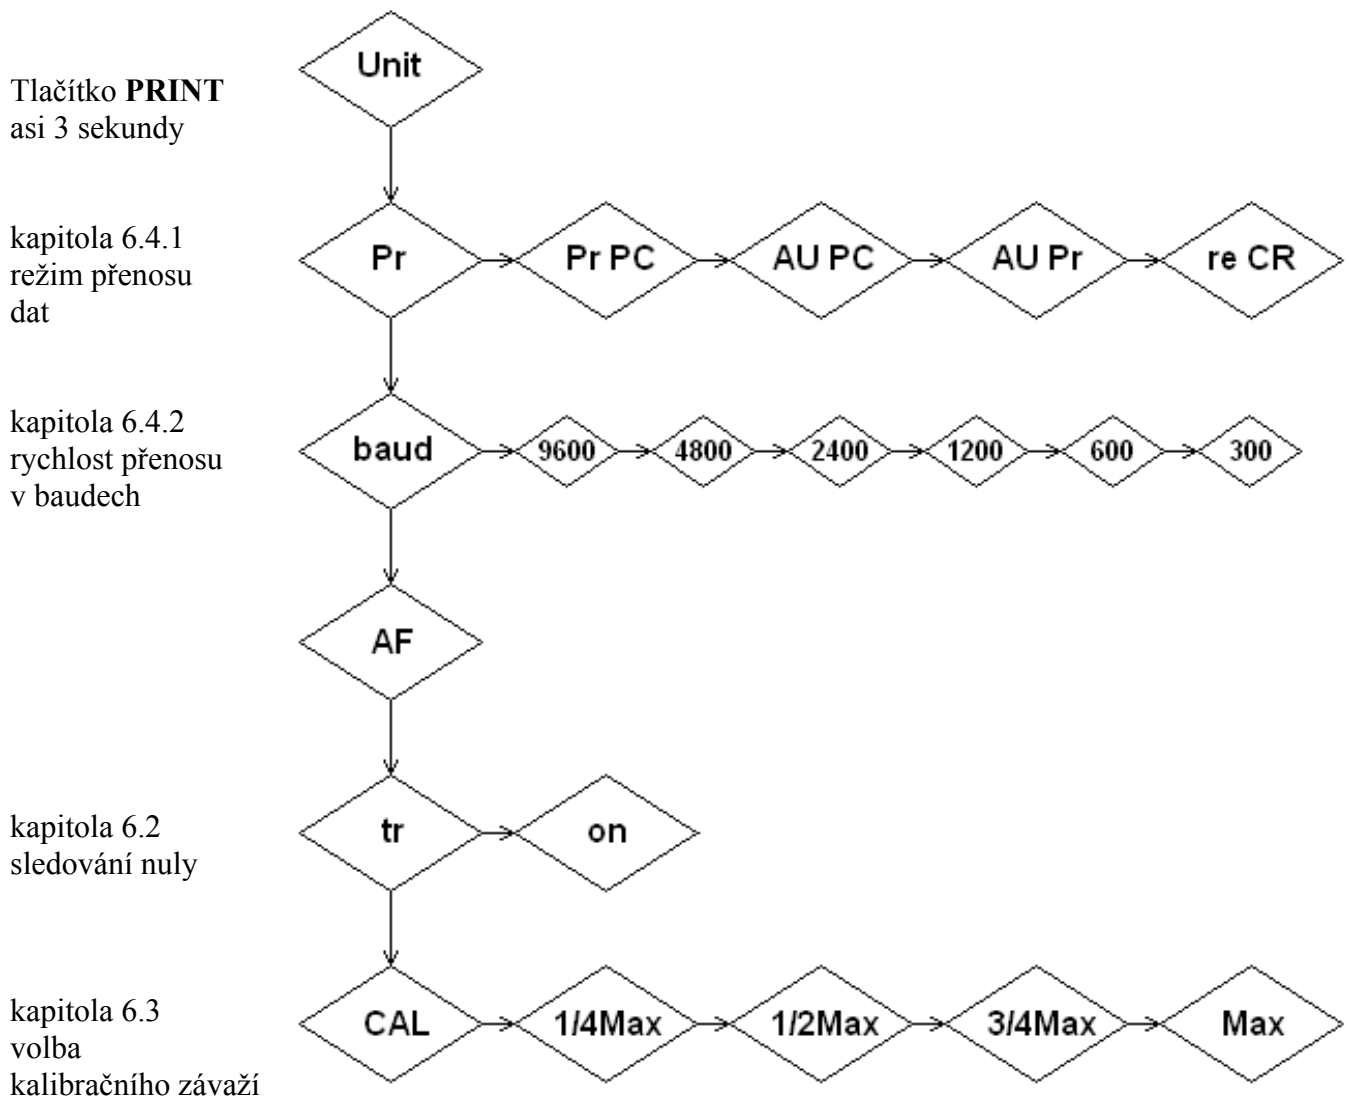 Unit
Tlačítko PRINT
asi 3 sekundy
kapitola 6.4.1
režim přenosu
dat
Pr
Pr PC
AU PC
AU Pr
re CR
kapitola 6.4.2
rychlost přenosu
v baudech
baud
9600
4800
2400
1200
600
300
AF
kapitola 6.2
sledování nuly
tr
on
kapitola 6.3
volba
kalibračního závaží
CAL
1/4Max
1/2Max
3/4Max
Max